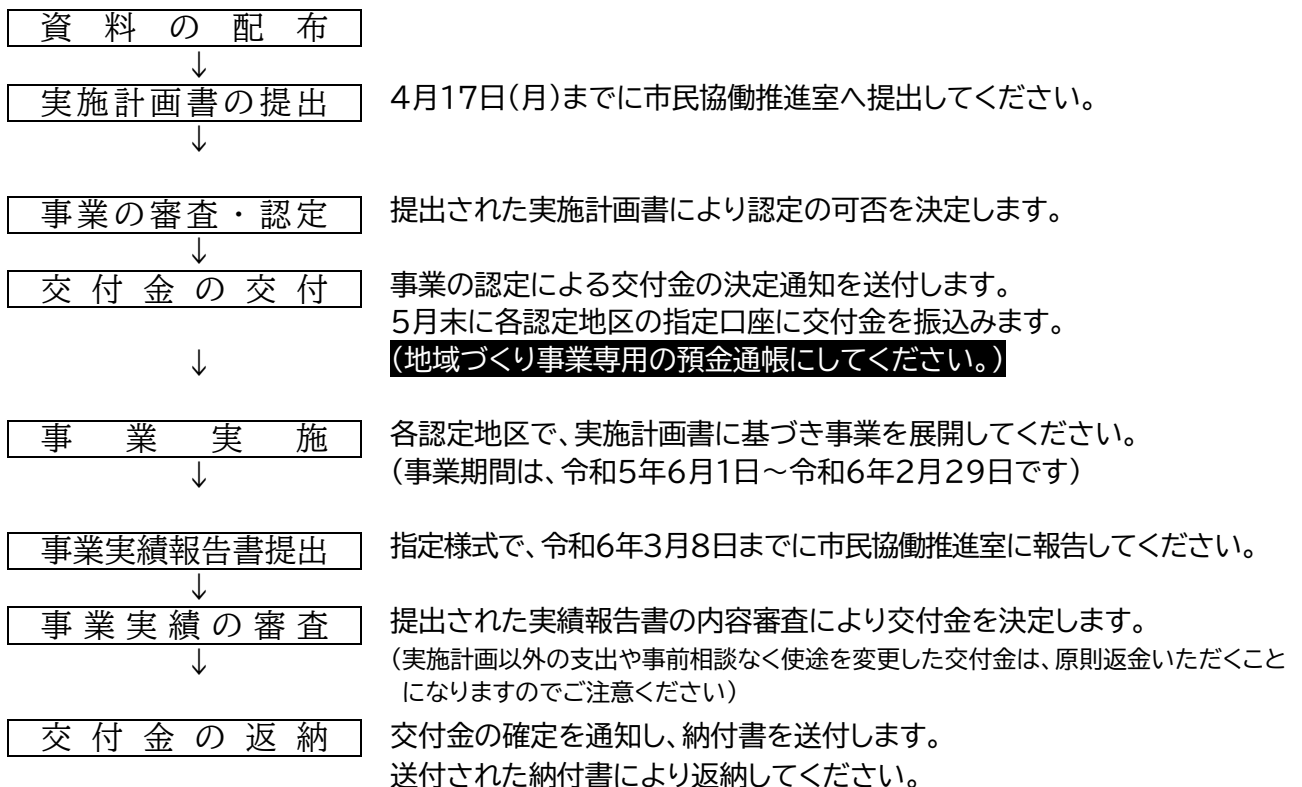 資料の配布
↓
実施計画書の提出 4月17日(月)までに市民協働推進室へ提出してください。
↓
事業の審査・認定 提出された実施計画書により認定の可否を決定します。
↓
交付金の交付 事業の認定による交付金の決定通知を送付します。
5月末に各認定地区の指定口座に交付金を振込みます。
↓ (地域づくり事業専用の預金通帳にしてください。)
事業実施 各認定地区で、実施計画書に基づき事業を展開してください。
↓ (事業期間は、令和5年6月1日～令和6年2月29日です)
事業実績報告書提出 指定様式で、令和6年3月8日までに市民協働推進室に報告してください。
↓
事業実績の審査 提出された実績報告書の内容審査により交付金を決定します。
↓ (実施計画以外の支出や事前相談なく使途を変更した交付金は、原則返金いただくこと
になりますのでご注意ください)
交付金の返納 交付金の確定を通知し、納付書を送付します。
送付された納付書により返納してください。